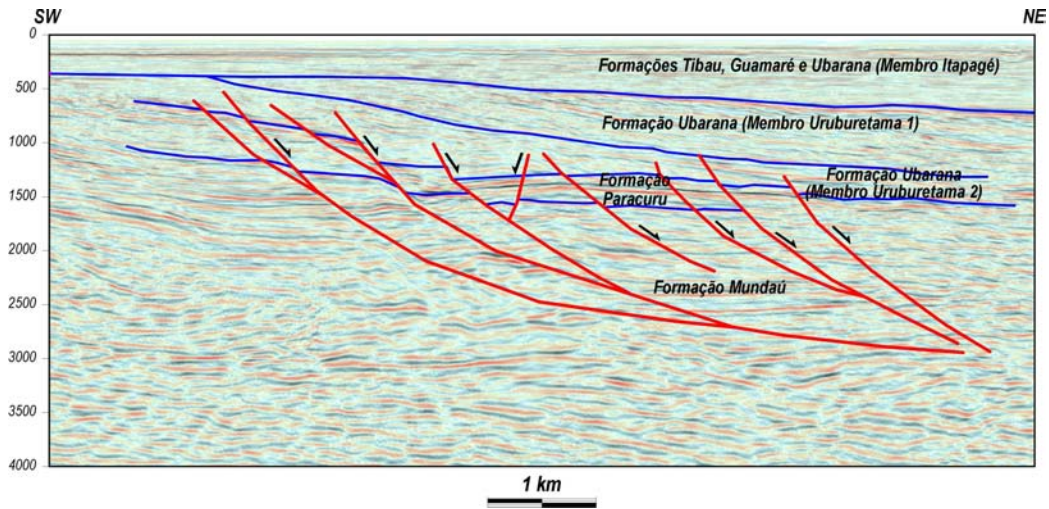 SW
NE
0
500
1000
1500
2000
2500
3000
3500
4000
Formações Tibau, Guamaré e Ubarana (Membro Itapagé)
Formação Ubarana (Membro Uruburetama 1)
Formação Ubarana
(Membro Uruburetama 2)
Formação
Paracuru
Formação Mundaú
1 km